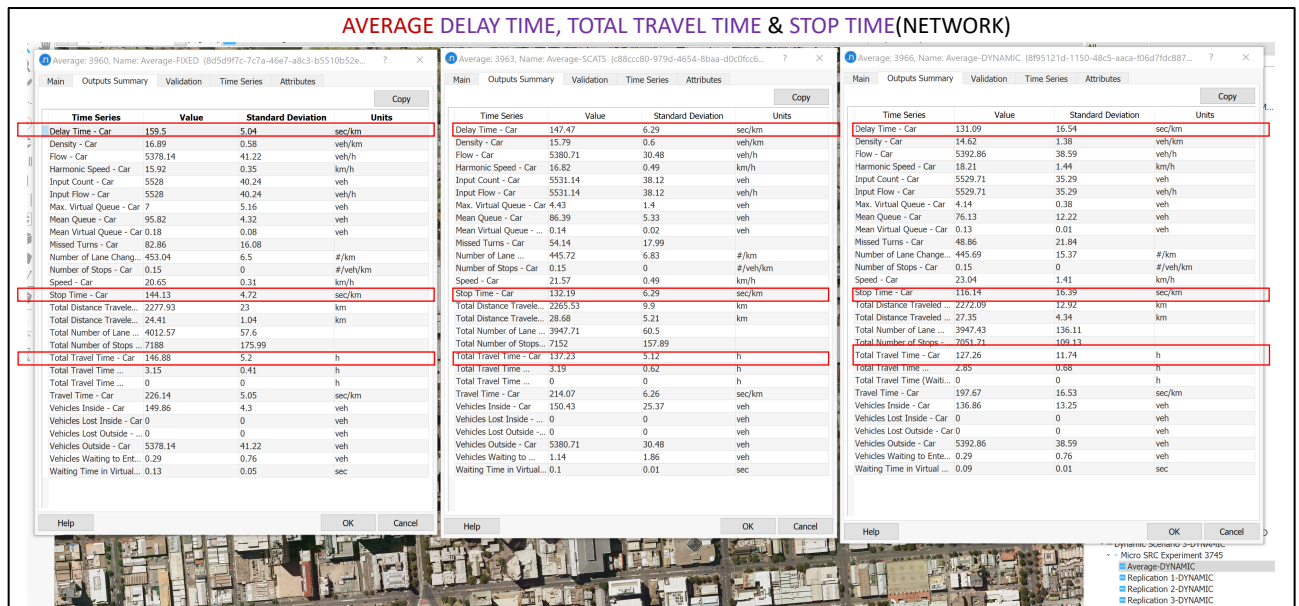 AVERAGE DELAY TIME, TOTAL TRAVEL TIME & STOP TIME(NETWORK)
Average: 3960, Name: Average-FIXED {8d5d9f7c-7c7a-46e7-a8c3-b5510b52e... ? ×
Main Outputs Summary Validation Time Series Attributes
Copy
Time Series Value Standard Deviation Units
Delay Time - Car 159.5 5.04 sec/km
Density - Car 16.89 0.58 veh/km
Flow - Car 5378.14 41.22 veh/h
Harmonic Speed - Car 15.92 0.35 km/h
Input Count - Car 5528 40.24 veh
Input Flow - Car 5528 40.24 veh/h
Max. Virtual Queue - Car 7 5.16 veh
Mean Queue - Car 95.82 4.32 veh
Mean Virtual Queue - Car 0.18 0.08 veh
Missed Turns - Car 82.86 16.08
Number of Lane Chang... 453.04 6.5 #/km
Number of Stops - Car 0.15 0 #/veh/km
Speed - Car 20.65 0.31 km/h
Stop Time - Car 144.13 4.72 sec/km
Total Distance Travele... 2277.93 23 km
Total Distance Travele... 24.41 1.04 km
Total Number of Lane ... 4012.57 57.6
Total Number of Stops ... 7188 175.99
Total Travel Time - Car 146.88 5.2 h
Total Travel Time ... 3.15 0.41 h
Total Travel Time ... 0 0 h
Travel Time - Car 226.14 5.05 sec/km
Vehicles Inside - Car 149.86 4.3 veh
Vehicles Lost Inside - Car 0 0 veh
Vehicles Lost Outside - ... 0 0 veh
Vehicles Outside - Car 5378.14 41.22 veh
Vehicles Waiting to Ent... 0.29 0.76 veh
Waiting Time in Virtual... 0.13 0.05 sec
Help OK Cancel
Average: 3963, Name: Average-SCATS {c88ccc80-979d-4654-8baa-d0c0fcc6... ? ×
Main Outputs Summary Validation Time Series Attributes
Copy
Time Series Value Standard Deviation Units
Delay Time - Car 147.47 6.29 sec/km
Density - Car 15.79 0.6 veh/km
Flow - Car 5380.71 30.48 veh/h
Harmonic Speed - Car 16.82 0.49 km/h
Input Count - Car 5531.14 38.12 veh
Input Flow - Car 5531.14 38.12 veh/h
Max. Virtual Queue - Car 4.43 1.4 veh
Mean Queue - Car 86.39 5.33 veh
Mean Virtual Queue - ... 0.14 0.02 veh
Missed Turns - Car 54.14 17.99
Number of Lane ... 445.72 6.83 #/km
Number of Stops - Car 0.15 0 #/veh/km
Speed - Car 21.57 0.49 km/h
Stop Time - Car 132.19 6.29 sec/km
Total Distance Travele... 2265.53 9.9 km
Total Distance Travele... 28.68 5.21 km
Total Number of Lane ... 3947.71 60.5
Total Number of Stops... 7152 157.89
Total Travel Time - Car 137.23 5.12 h
Total Travel Time ... 3.19 0.62 h
Total Travel Time ... 0 0 h
Travel Time - Car 214.07 6.26 sec/km
Vehicles Inside - Car 150.43 25.37 veh
Vehicles Lost Inside - ... 0 0 veh
Vehicles Lost Outside -... 0 0 veh
Vehicles Outside - Car 5380.71 30.48 veh
Vehicles Waiting to ... 1.14 1.86 veh
Waiting Time in Virtual... 0.1 0.01 sec
Help OK Cancel
Average: 3966, Name: Average-DYNAMIC {8f95121d-1150-48c5-aaca-f06d7fdc887... ? ×
Main Outputs Summary Validation Time Series Attributes
Copy
Time Series Value Standard Deviation Units
Delay Time - Car 131.09 16.54 sec/km
Density - Car 14.62 1.38 veh/km
Flow - Car 5392.86 38.59 veh/h
Harmonic Speed - Car 18.21 1.44 km/h
Input Count - Car 5529.71 35.29 veh
Input Flow - Car 5529.71 35.29 veh/h
Max. Virtual Queue - Car 4.14 0.38 veh
Mean Queue - Car 76.13 12.22 veh
Mean Virtual Queue - Car 0.13 0.01 veh
Missed Turns - Car 48.86 21.84
Number of Lane Change... 445.69 15.37 #/km
Number of Stops - Car 0.15 0 #/veh/km
Speed - Car 23.04 1.41 km/h
Stop Time - Car 116.14 16.39 sec/km
Total Distance Traveled ... 2272.09 12.92 km
Total Distance Traveled ... 27.35 4.34 km
Total Number of Lane ... 3947.43 136.11
Total Number of Stops - ... 7051.71 109.13
Total Travel Time - Car 127.26 11.74 h
Total Travel Time ... 2.85 0.68 h
Total Travel Time (Waiti... 0 0 h
Travel Time - Car 197.67 16.53 sec/km
Vehicles Inside - Car 136.86 13.25 veh
Vehicles Lost Inside - Car 0 0 veh
Vehicles Lost Outside - Car 0 0 veh
Vehicles Outside - Car 5392.86 38.59 veh
Vehicles Waiting to Ente... 0.29 0.76 veh
Waiting Time in Virtual ... 0.09 0.01 sec
Help OK Cancel
Dynamic Scenario 3-DYNAMIC
Micro SRC Experiment 3745
Average-DYNAMIC
Replication 1-DYNAMIC
Replication 2-DYNAMIC
Replication 3-DYNAMIC